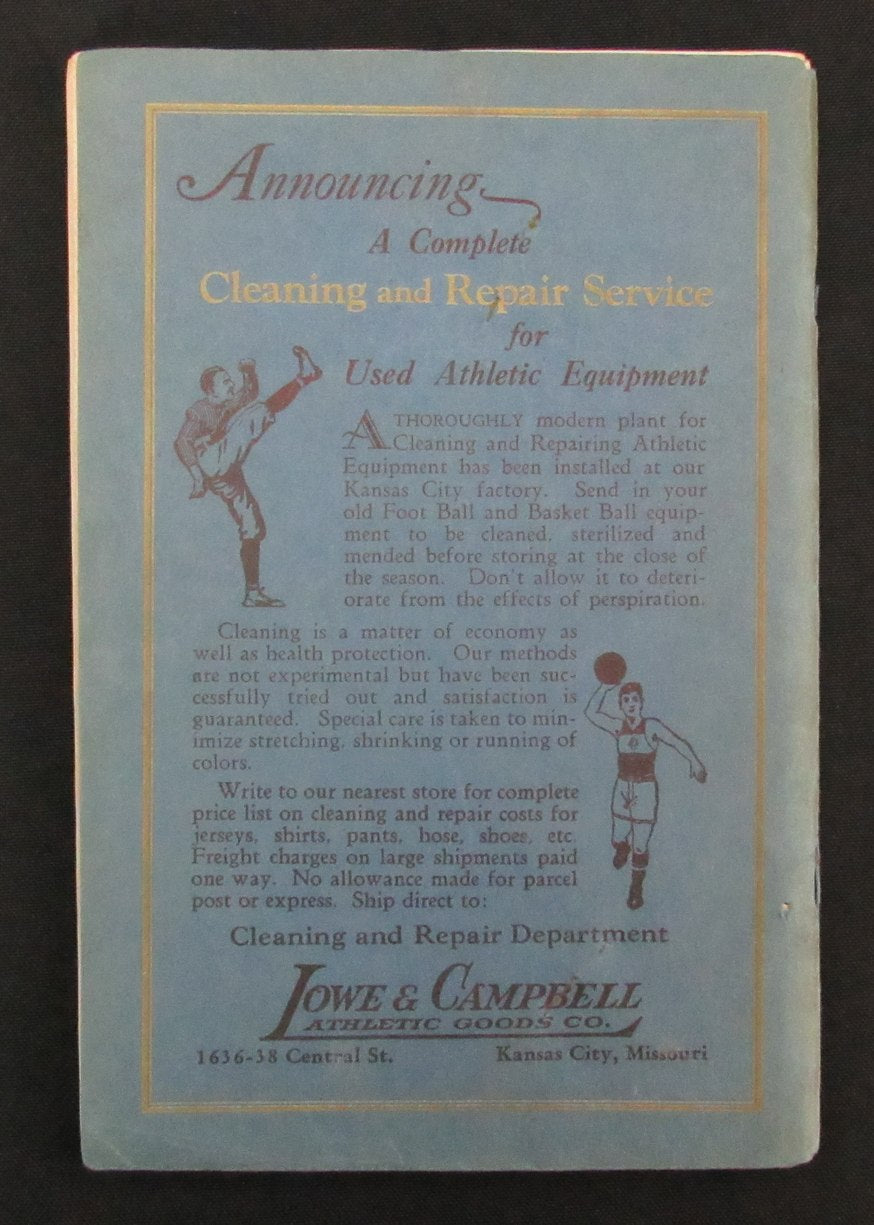 Announcing
A Complete
Cleaning and Repair Service
for
Used Athletic Equipment
A THOROUGHLY modern plant for
Cleaning and Repairing Athletic
Equipment has been installed at our
Kansas City factory. Send in your
old Foot Ball and Basket Ball equip-
ment to be cleaned, sterilized and
mended before storing at the close of
the season. Don't allow it to deteri-
orate from the effects of perspiration.
Cleaning is a matter of economy as
well as health protection. Our methods
are not experimental but have been suc-
cessfully tried out and satisfaction is
guaranteed. Special care is taken to min-
imize stretching, shrinking or running of
colors.
Write to our nearest store for complete
price list on cleaning and repair costs for
jerseys, shirts, pants, hose, shoes, etc.
Freight charges on large shipments paid
one way. No allowance made for parcel
post or express. Ship direct to:
Cleaning and Repair Department
LOWE & CAMPBELL
ATHLETIC GOODS CO.
1636-38 Central St. Kansas City, Missouri